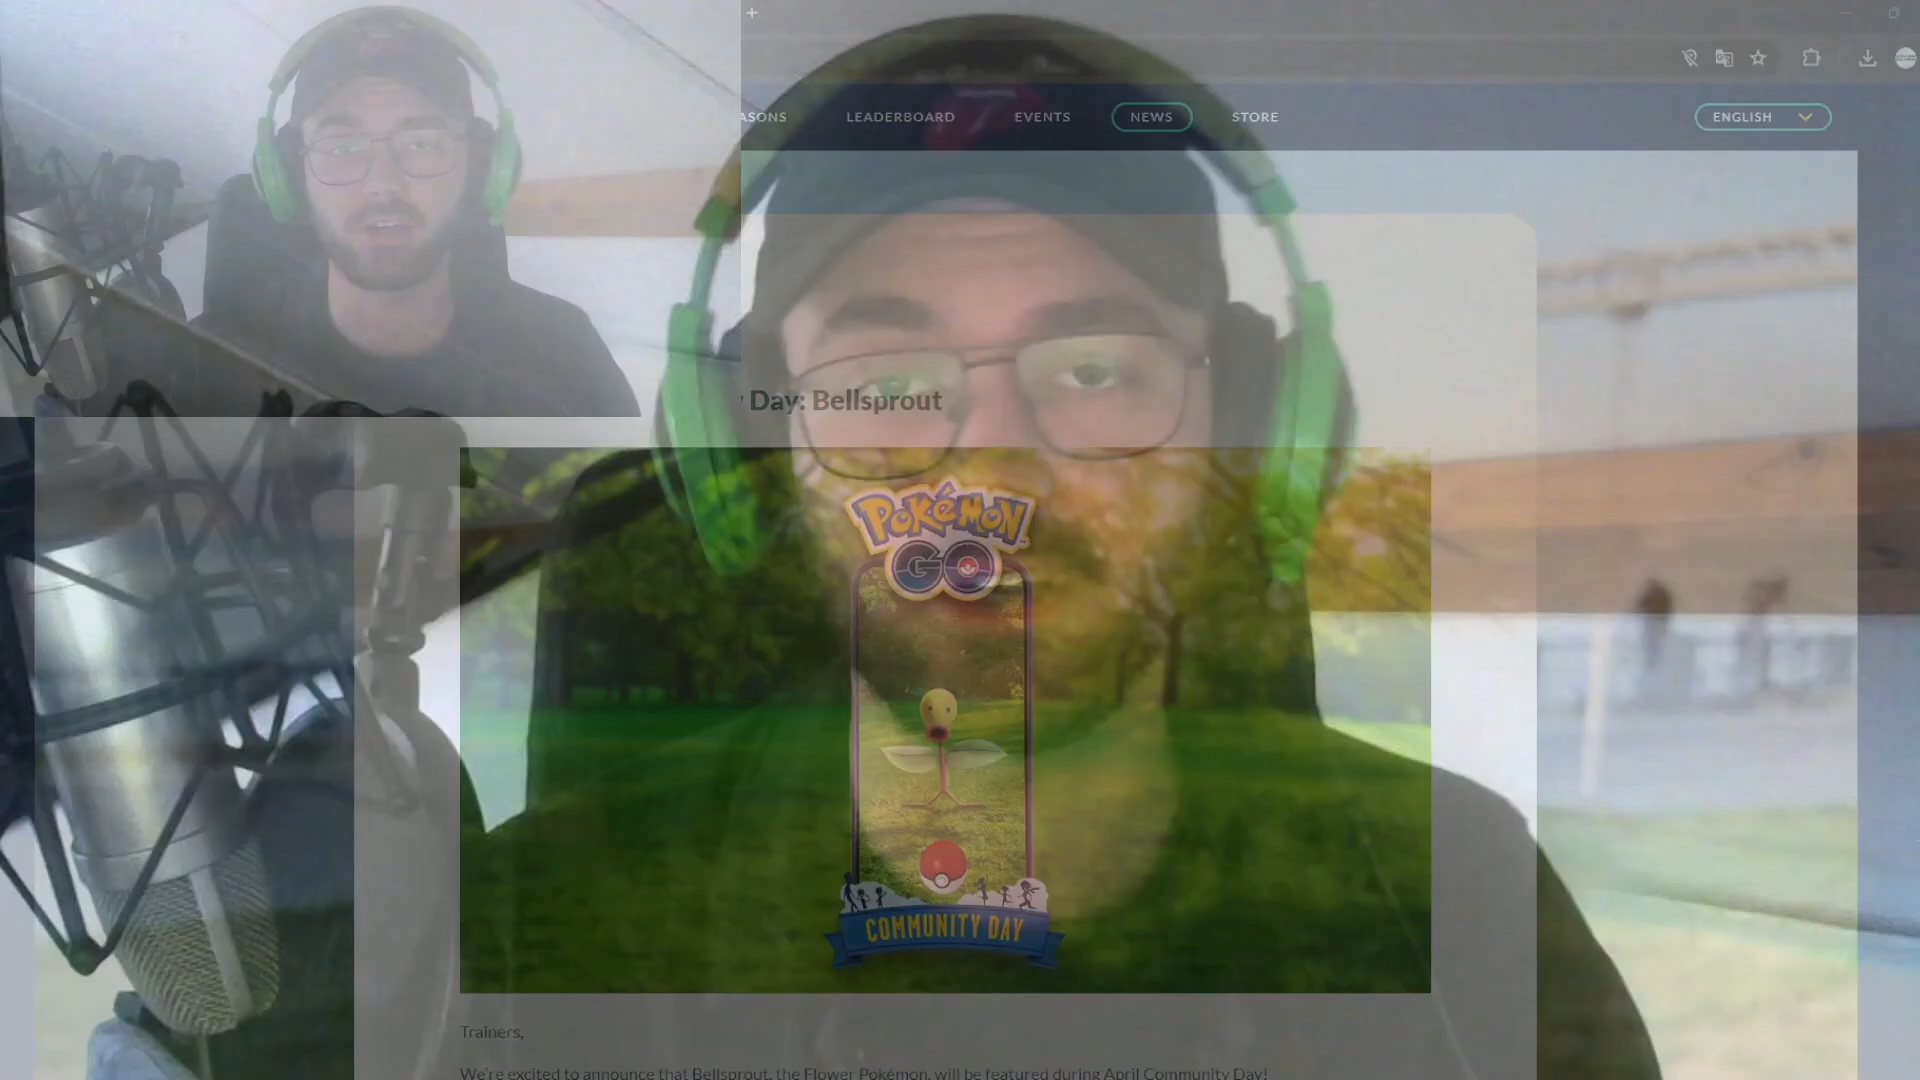 ASONS LEADERBOARD EVENTS NEWS STORE ENGLISH
Day: Bellsprout
POKÉMON
GO
COMMUNITY DAY
Trainers,
We're excited to announce that Bellsprout, the Flower Pokémon, will be featured during April Community Day!